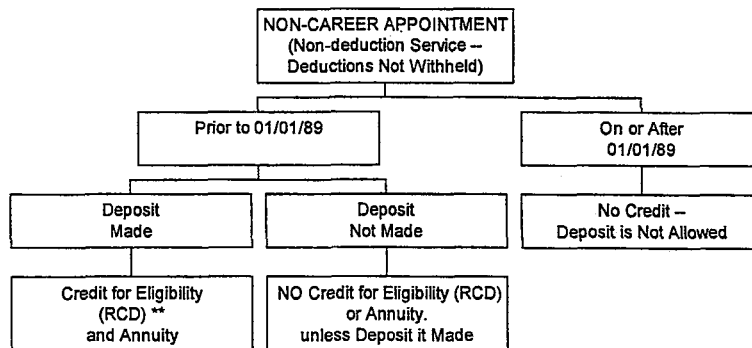 NON-CAREER APPOINTMENT
(Non-deduction Service –
Deductions Not Withheld)
Prior to 01/01/89
On or After
01/01/89
Deposit
Made
Deposit
Not Made
No Credit –
Deposit is Not Allowed
Credit for Eligibility
(RCD) **
and Annuity
NO Credit for Eligibility (RCD)
or Annuity.
unless Deposit it Made